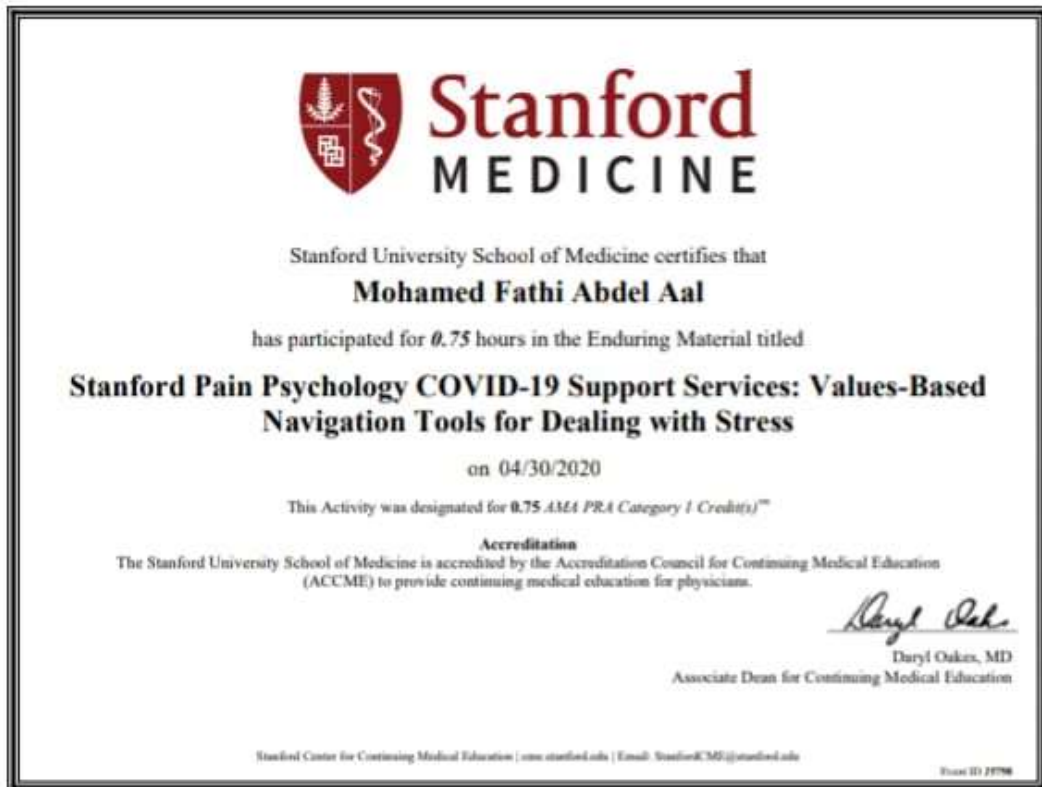 Stanford
MEDICINE
Stanford University School of Medicine certifies that
Mohamed Fathi Abdel Aal
has participated for 0.75 hours in the Enduring Material titled
Stanford Pain Psychology COVID-19 Support Services: Values-Based
Navigation Tools for Dealing with Stress
on 04/30/2020
This Activity was designated for 0.75 AMA PRA Category 1 Credit(s)™
Accreditation
The Stanford University School of Medicine is accredited by the Accreditation Council for Continuing Medical Education
(ACCME) to provide continuing medical education for physicians.
Daryl Oakes
Daryl Oakes, MD
Associate Dean for Continuing Medical Education
Stanford Center for Continuing Medical Education | cme.stanford.edu | Email: StanfordCME@stanford.edu
Event ID